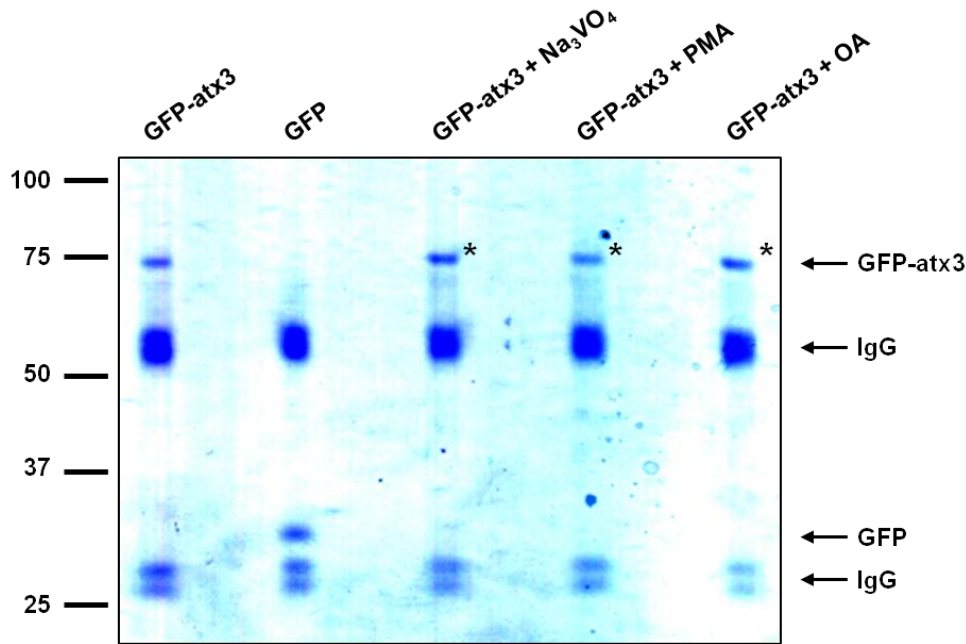 GFP-atx3
GFP
GFP-atx3 + Na₃VO₄
GFP-atx3 + PMA
GFP-atx3 + OA
100
75 * * * GFP-atx3
IgG
50
37
GFP
IgG
25